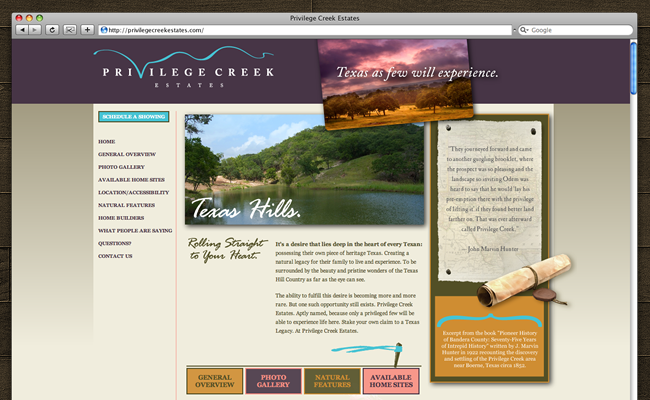 Privilege Creek Estates
http://privilegecreekestates.com/
Google
PRIVILEGE CREEK
ESTATES
Texas as few will experience.
SCHEDULE A SHOWING
HOME
GENERAL OVERVIEW
PHOTO GALLERY
AVAILABLE HOME SITES
LOCATION/ACCESSIBILITY
NATURAL FEATURES
HOME BUILDERS
WHAT PEOPLE ARE SAYING
QUESTIONS?
CONTACT US
Texas Hills.
Rolling Straight
to Your Heart.
It's a desire that lies deep in the heart of every Texan:
possessing their own piece of heritage Texas. Creating a
natural legacy for their family to live and experience. To be
surrounded by the beauty and pristine wonders of the Texas
Hill Country as far as the eye can see.
The ability to fulfill this desire is becoming more and more
rare. But one such opportunity still exists. Privilege Creek
Estates. Aptly named, because only a privileged few will be
able to experience life here. Stake your own claim to a Texas
Legacy. At Privilege Creek Estates.
GENERAL
OVERVIEW
PHOTO
GALLERY
NATURAL
FEATURES
AVAILABLE
HOME SITES
"They journeyed forward and came
to another gurgling brooklet, where
the prospect was so pleasing and the
landscape so inviting Odem was
heard to say that he would 'lay his
pre-emption there with the privilege
of lifting it' if they found better land
farther on. That was ever afterward
called Privilege Creek."
— John Marvin Hunter
Excerpt from the book "Pioneer History
of Bandera County: Seventy-Five Years
of Intrepid History" written by J. Marvin
Hunter in 1922 recounting the discovery
and settling of the Privilege Creek area
near Boerne, Texas circa 1852.